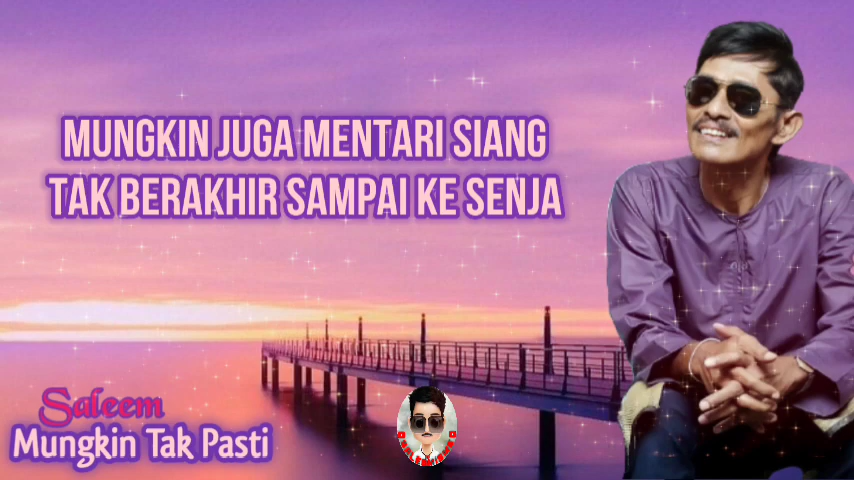 MUNGKIN JUGA MENTARI SIANG
TAK BERAKHIR SAMPAI KE SENJA
Saleem
Mungkin Tak Pasti